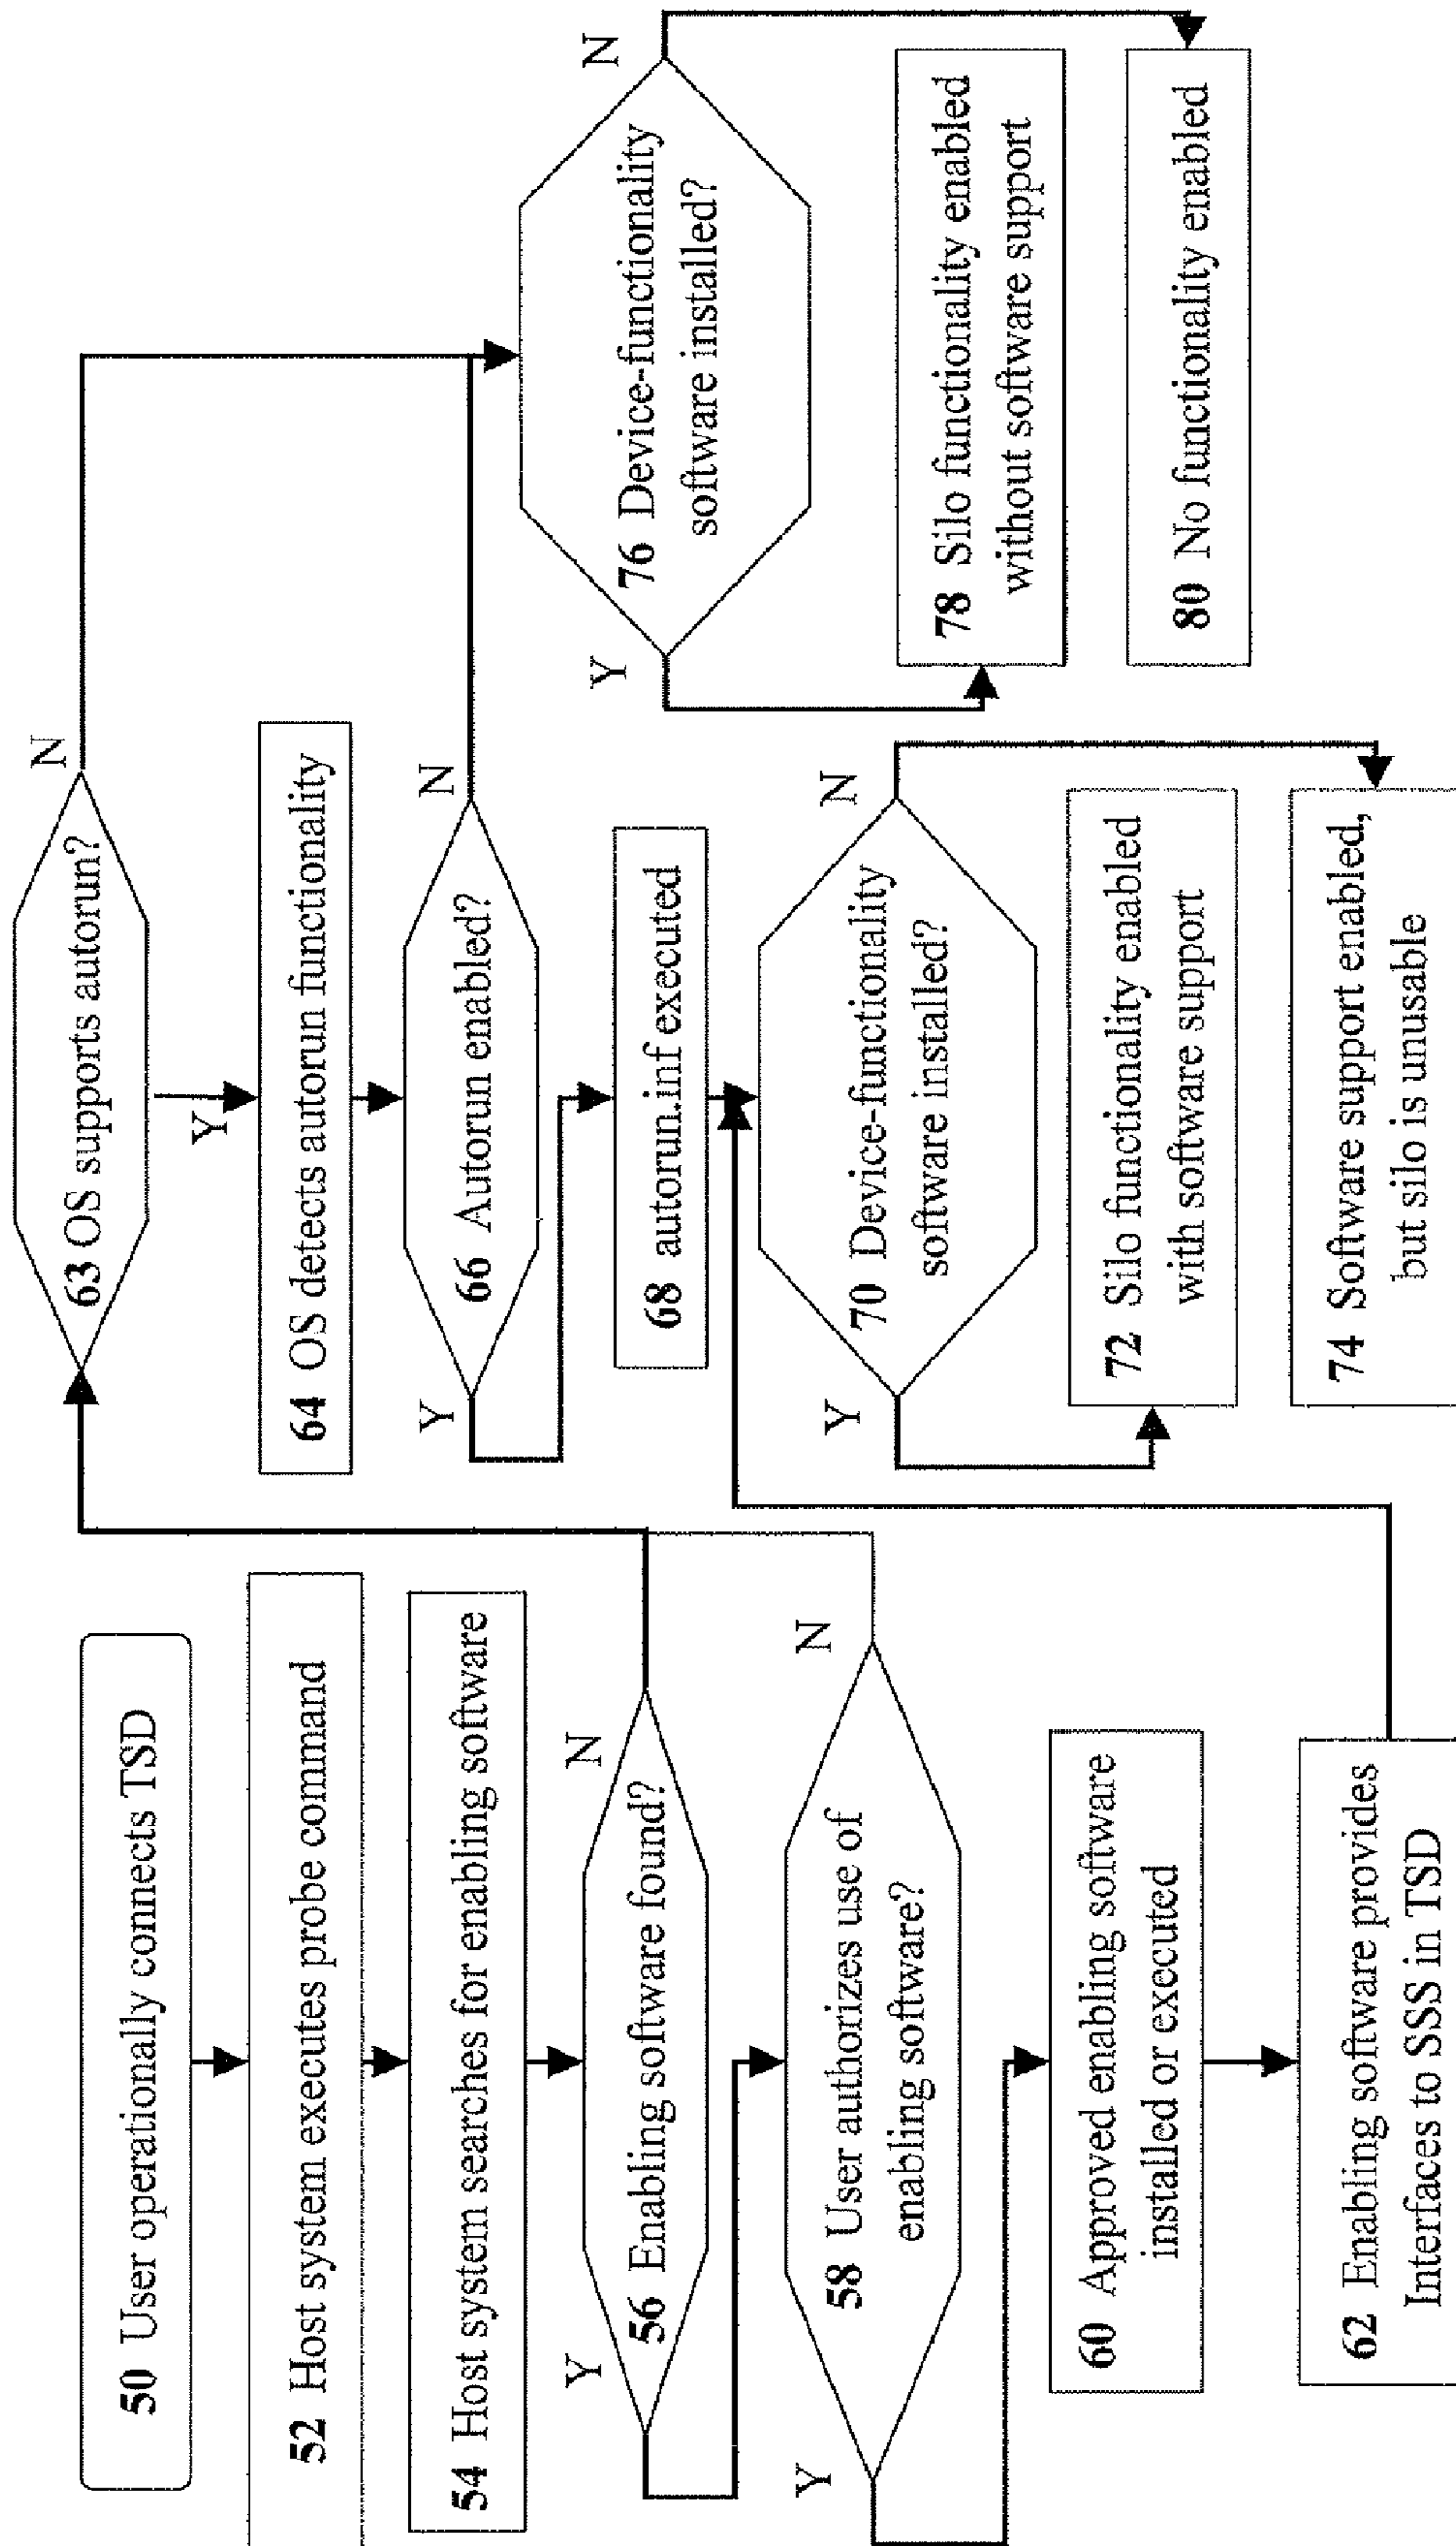 50 User operationally connects TSD
52 Host system executes probe command
54 Host system searches for enabling software
56 Enabling software found?
Y
N
58 User authorizes use of
enabling software?
Y
N
60 Approved enabling software
installed or executed
62 Enabling software provides
Interfaces to SSS in TSD
63 OS supports autorun?
N
Y
64 OS detects autorun functionality
66 Autorun enabled?
Y
N
68 autorun.inf executed
70 Device-functionality
software installed?
Y
N
72 Silo functionality enabled
with software support
74 Software support enabled,
but silo is unusable
76 Device-functionality
software installed?
Y
N
78 Silo functionality enabled
without software support
80 No functionality enabled